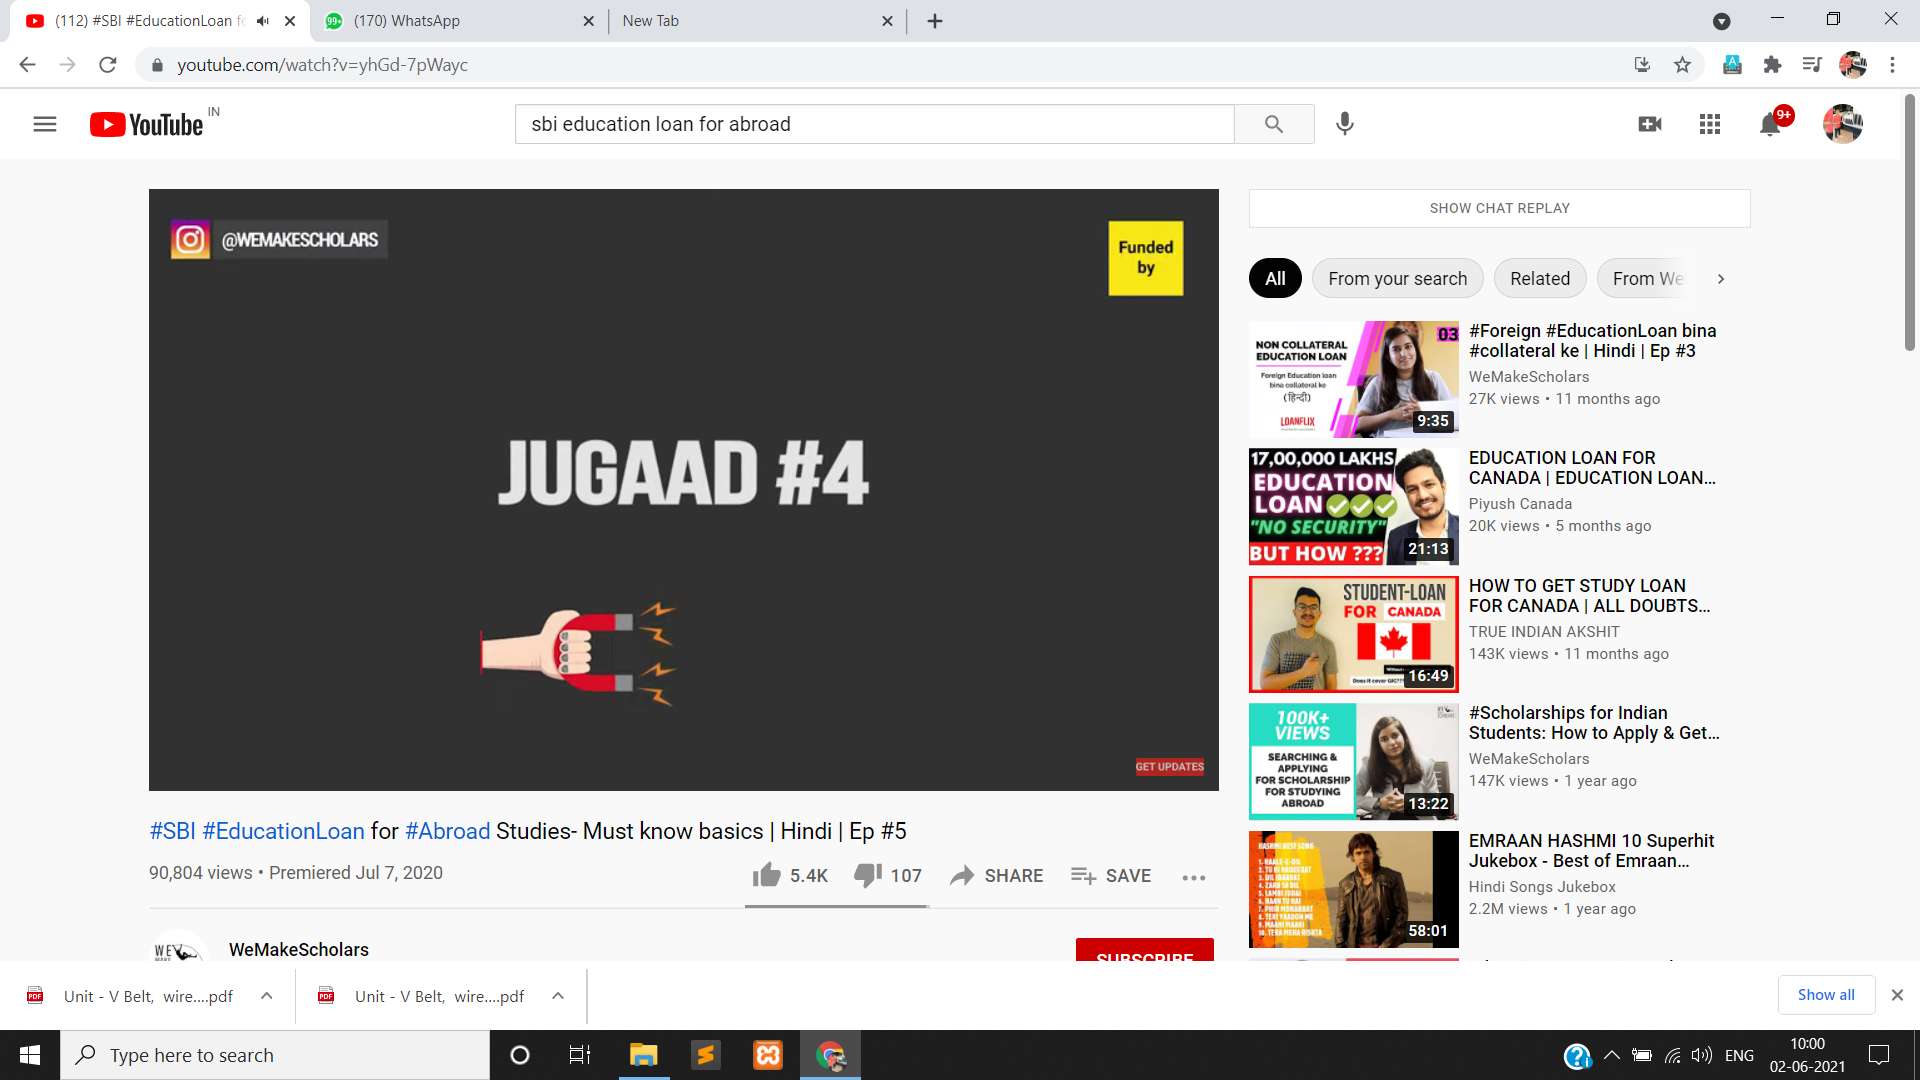 (112) #SBI #EducationLoan fo
(170) WhatsApp
New Tab
youtube.com/watch?v=yhGd-7pWayc
YouTube IN
sbi education loan for abroad
9+
SHOW CHAT REPLAY
@WEMAKESCHOLARS
Funded
by
JUGAAD #4
GET UPDATES
All
From your search
Related
From We
NON COLLATERAL
EDUCATION LOAN
Foreign Education loan
bina collateral ke
(हिन्दी)
LOANFLIX
03
9:35
#Foreign #EducationLoan bina
#collateral ke | Hindi | Ep #3
WeMakeScholars
27K views • 11 months ago
17,00,000 LAKHS
EDUCATION
LOAN
"NO SECURITY"
BUT HOW ???
21:13
EDUCATION LOAN FOR
CANADA | EDUCATION LOAN...
Piyush Canada
20K views • 5 months ago
STUDENT-LOAN
FOR CANADA
16:49
HOW TO GET STUDY LOAN
FOR CANADA | ALL DOUBTS...
TRUE INDIAN AKSHIT
143K views • 11 months ago
100K+
VIEWS
SEARCHING &
APPLYING
FOR SCHOLARSHIP
FOR STUDYING
ABROAD
13:22
#Scholarships for Indian
Students: How to Apply & Get...
WeMakeScholars
147K views • 1 year ago
58:01
EMRAAN HASHMI 10 Superhit
Jukebox - Best of Emraan...
Hindi Songs Jukebox
2.2M views • 1 year ago
#SBI #EducationLoan for #Abroad Studies- Must know basics | Hindi | Ep #5
90,804 views • Premiered Jul 7, 2020
5.4K
107
SHARE
SAVE
WE
WeMakeScholars
SUBSCRIBE
Unit - V Belt, wire....pdf
Unit - V Belt, wire....pdf
Show all
Type here to search
ENG
10:00
02-06-2021